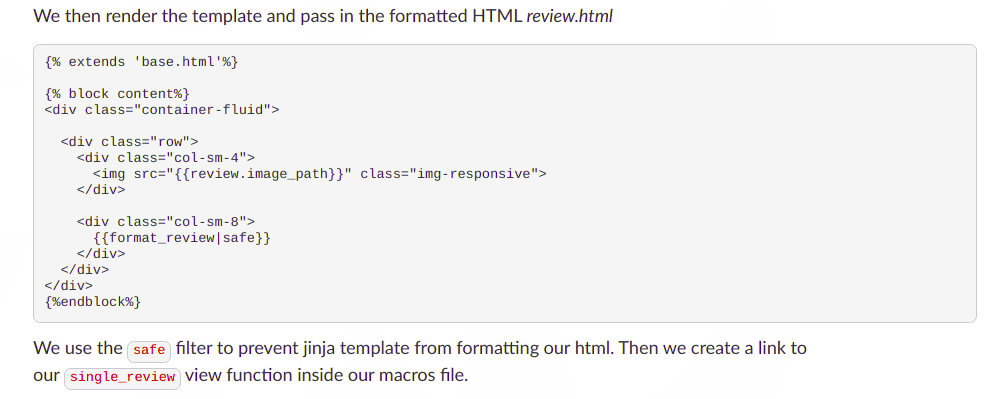 We then render the template and pass in the formatted HTML review.html
{% extends 'base.html'%}
{% block content%}
<div class="container-fluid">
<div class="row">
<div class="col-sm-4">
<img src="{{review.image_path}}" class="img-responsive">
</div>
<div class="col-sm-8">
{{format_review|safe}}
</div>
</div>
</div>
{%endblock%}
We use the safe filter to prevent jinja template from formatting our html. Then we create a link to
our single_review view function inside our macros file.